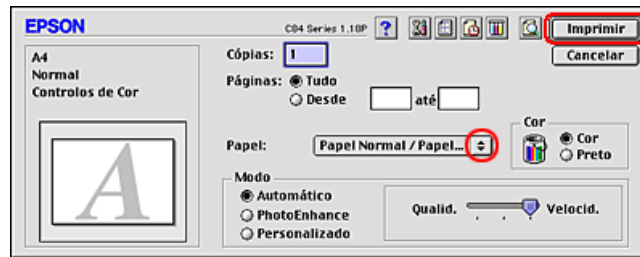 EPSON
C84 Series 1.18P
?
Imprimir
Cancelar
A4
Normal
Controlos de Cor
A
Cópias: 1
Páginas: Tudo
Desde até
Papel: Papel Normal / Papel...
Cor
Cor
Preto
Modo
Automático
PhotoEnhance
Personalizado
Qualid. Velocid.